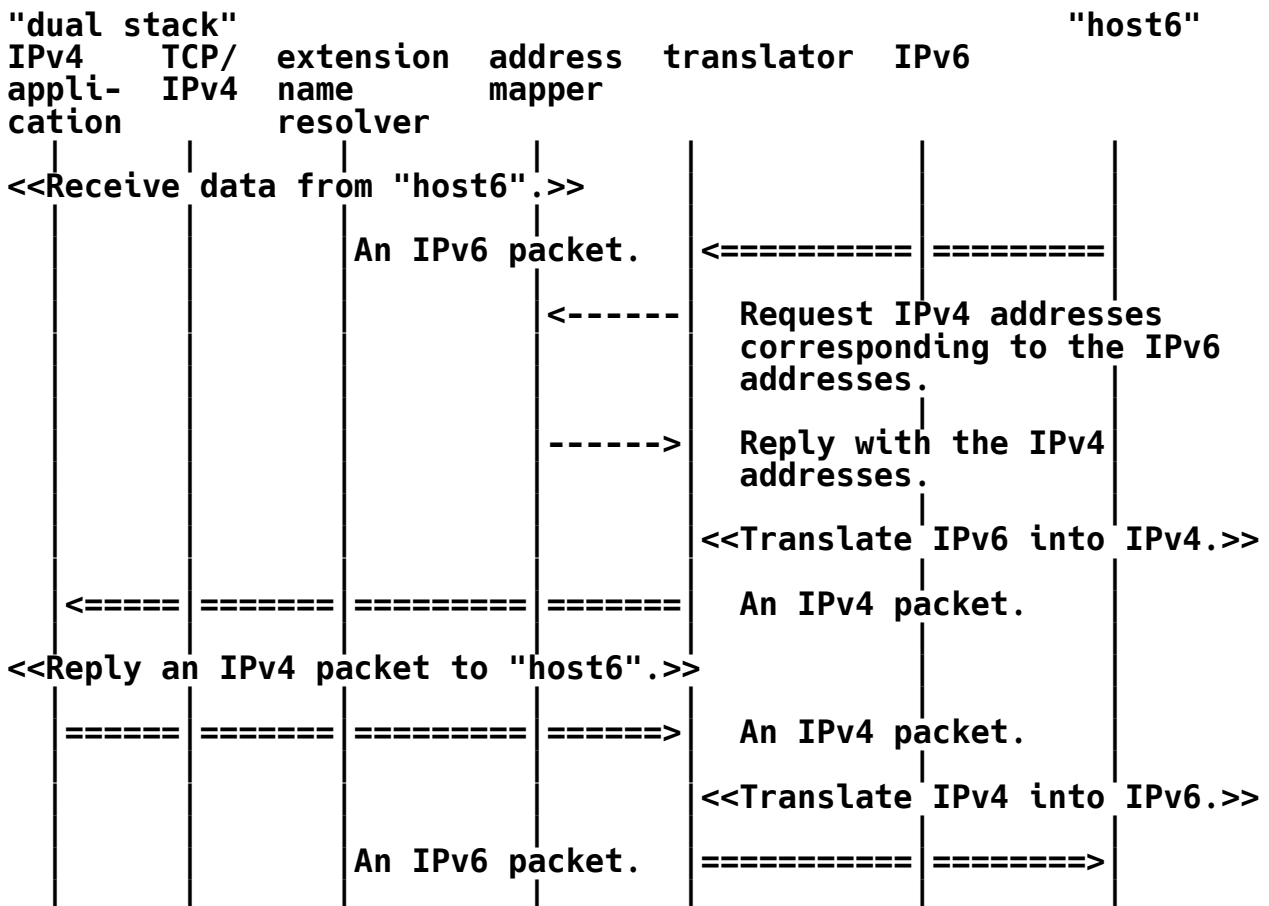 "dual stack" "host6"
IPv4 TCP/ extension address translator IPv6
appli- IPv4 name mapper
cation resolver
<<Receive data from "host6".>>
An IPv6 packet. <========== =========
<------ Request IPv4 addresses
corresponding to the IPv6
addresses.
------> Reply with the IPv4
addresses.
<<Translate IPv6 into IPv4.>>
<===== ======= ========= ======= An IPv4 packet.
<<Reply an IPv4 packet to "host6".>>
====== ======= ========= ======> An IPv4 packet.
<<Translate IPv4 into IPv6.>>
An IPv6 packet. =========== ========>